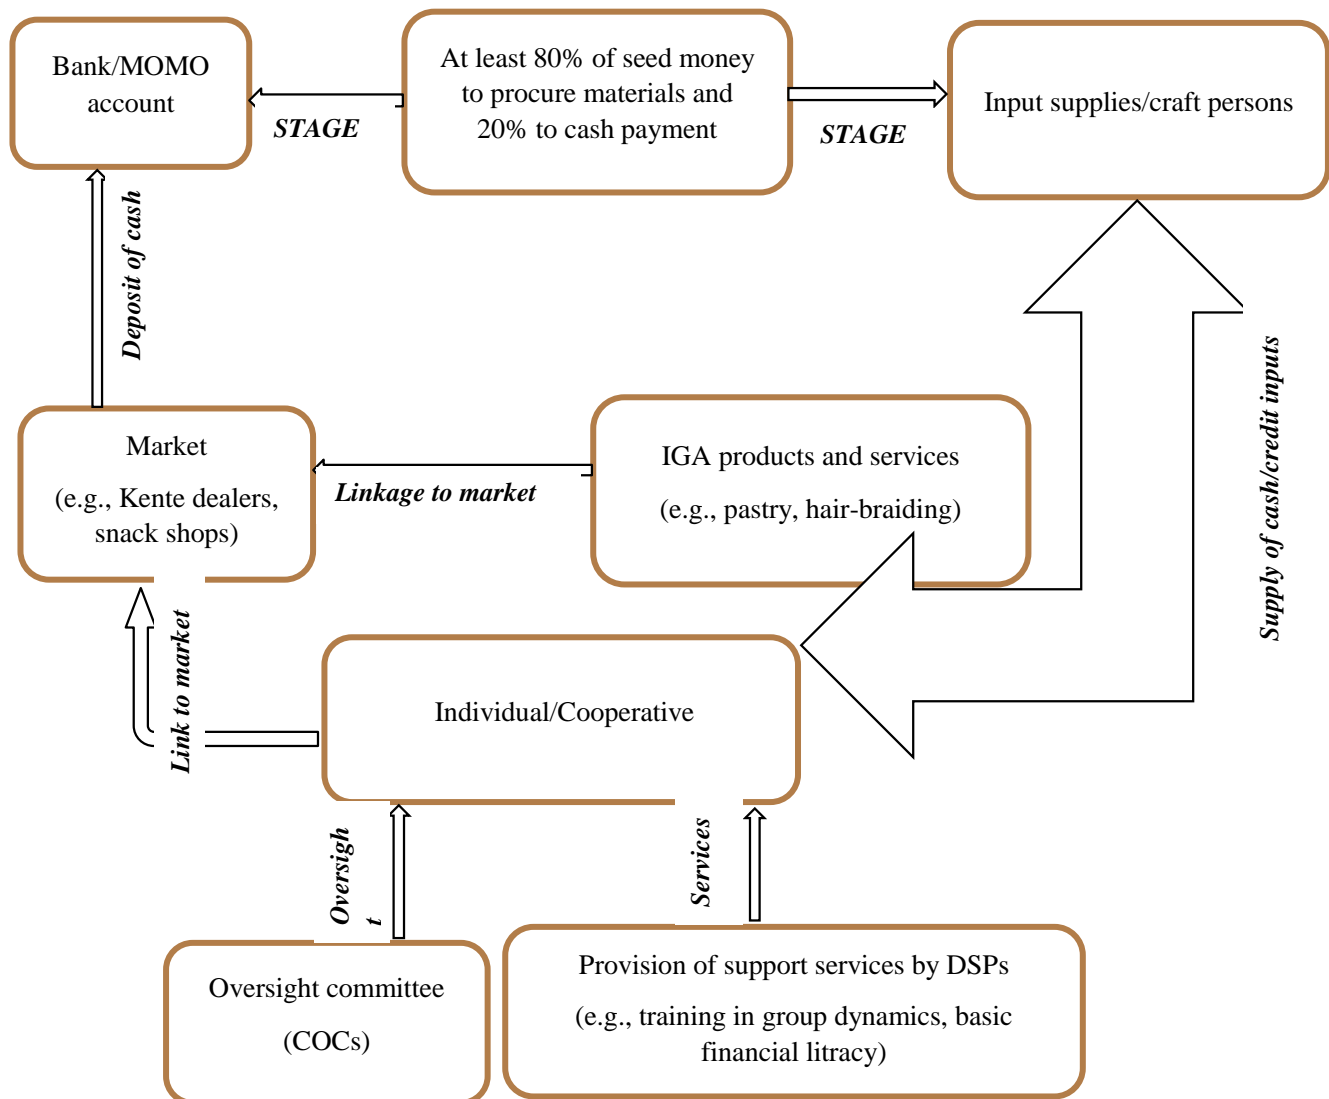 Bank/MOMO
account
STAGE
At least 80% of seed money
to procure materials and
20% to cash payment
STAGE
Input supplies/craft persons
Deposit of cash
Market
(e.g., Kente dealers,
snack shops)
Linkage to market
IGA products and services
(e.g., pastry, hair-braiding)
Supply of cash/credit inputs
Link to market
Individual/Cooperative
Oversigh
t
Services
Oversight committee
(COCs)
Provision of support services by DSPs
(e.g., training in group dynamics, basic
financial litracy)